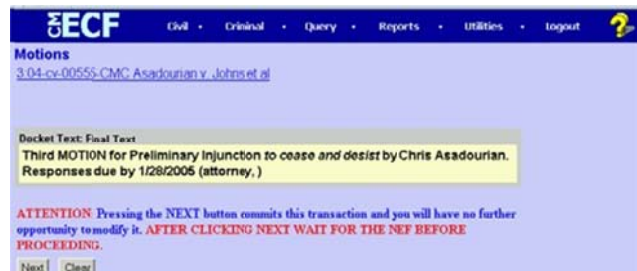 CM ECF Civil · Criminal · Query · Reports · Utilities · Logout ?
Motions
3:04-cv-00555-CMC Asadourian v. Johns et al
Docket Text: Final Text
Third MOTION for Preliminary Injunction to cease and desist by Chris Asadourian.
Responses due by 1/28/2005 (attorney, )
ATTENTION Pressing the NEXT button commits this transaction and you will have no further
opportunity to modify it. AFTER CLICKING NEXT WAIT FOR THE NEF BEFORE
PROCEEDING.
Next Clear